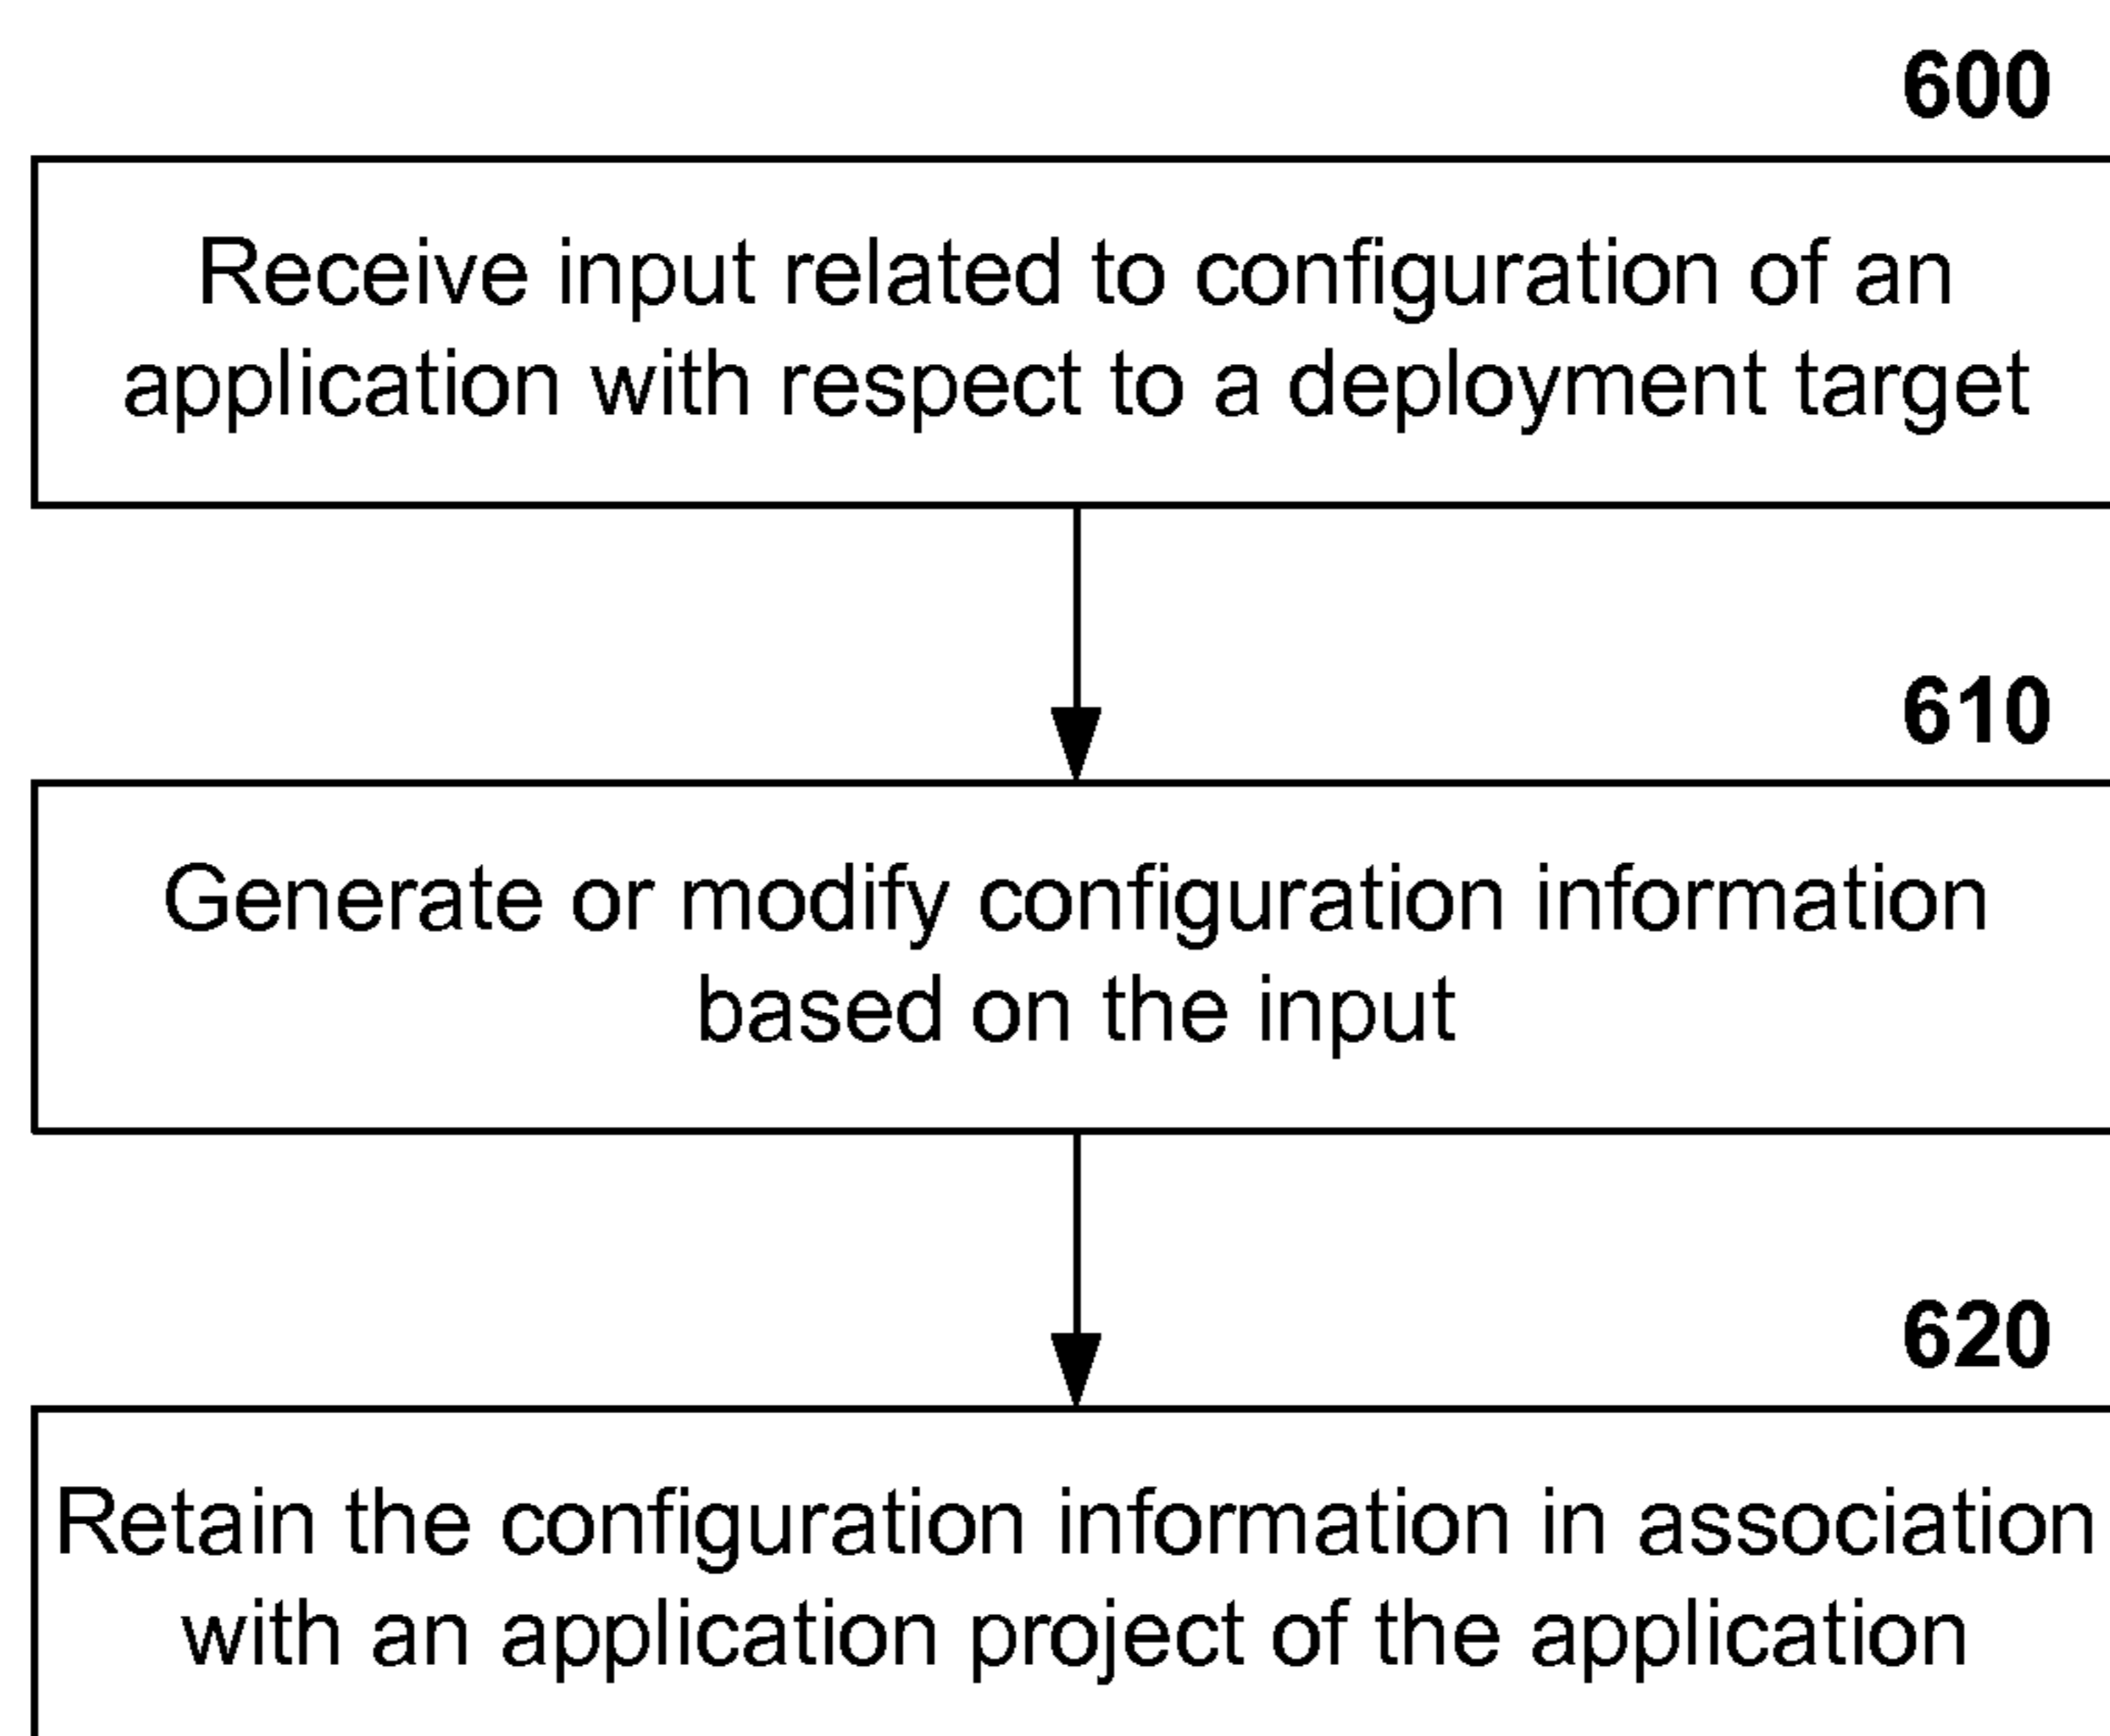 600
Receive input related to configuration of an
application with respect to a deployment target
610
Generate or modify configuration information
based on the input
620
Retain the configuration information in association
with an application project of the application